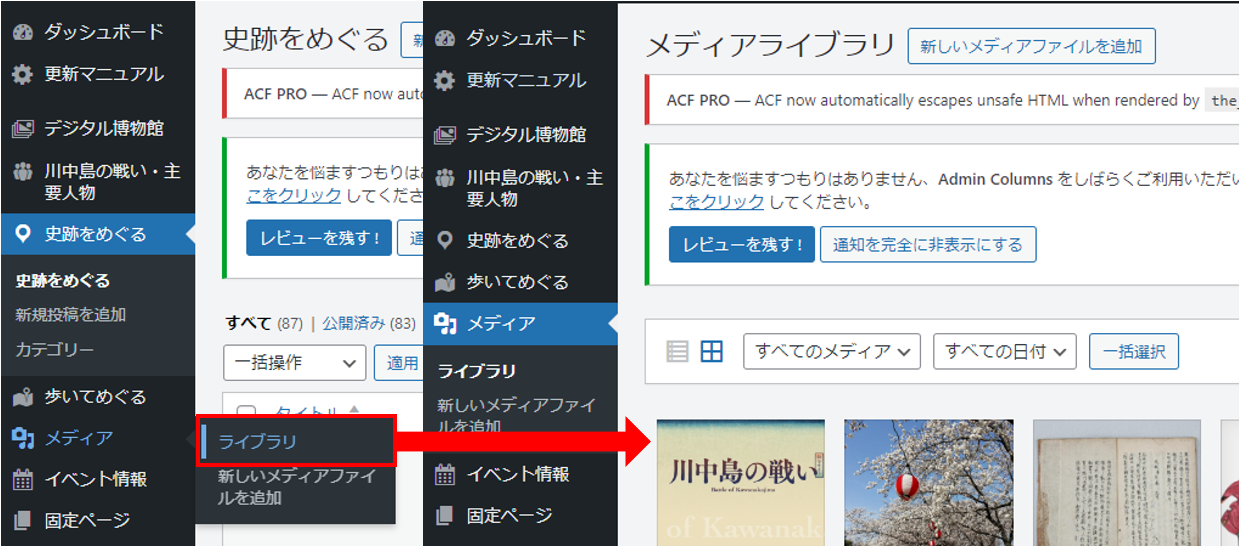 ダッシュボード
更新マニュアル
デジタル博物館
川中島の戦い・主
要人物
史跡をめぐる
史跡をめぐる
新規投稿を追加
カテゴリー
歩いてめぐる
メディア
イベント情報
固定ページ
ライブラリ
新しいメディアファイ
ルを追加
史跡をめぐる
新
ACF PRO — ACF now auto
あなたを悩ますつもりはあ
こをクリック してくださ
レビューを残す!
通
すべて (87) | 公開済み (83)
一括操作
適用
タイトル
ダッシュボード
更新マニュアル
デジタル博物館
川中島の戦い・主
要人物
史跡をめぐる
歩いてめぐる
メディア
ライブラリ
新しいメディアファイ
ルを追加
イベント情報
固定ページ
メディアライブラリ
新しいメディアファイルを追加
ACF PRO — ACF now automatically escapes unsafe HTML when rendered by the_
あなたを悩ますつもりはありません、Admin Columns をしばらくご利用いただい
こをクリック してください。
レビューを残す!
通知を完全に非表示にする
すべてのメディア
すべての日付
一括選択
川中島の戦い
Battle of Kawanakajima
of Kawanak